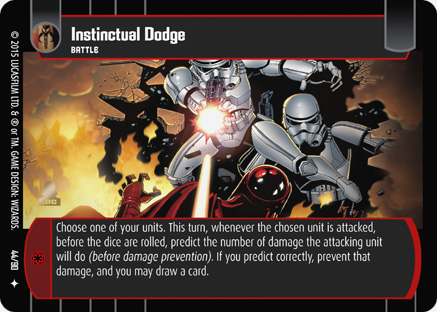 Instinctual Dodge
BATTLE
© 2015 LUCASFILM LTD. & ® or TM. GAME DESIGN: WIZARDS.
44/90
Choose one of your units. This turn, whenever the chosen unit is attacked,
before the dice are rolled, predict the number of damage the attacking unit
will do (before damage prevention). If you predict correctly, prevent that
damage, and you may draw a card.